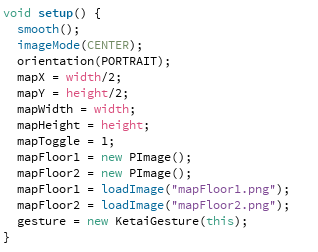 void setup() {
  smooth();
  imageMode(CENTER);
  orientation(PORTRAIT);
  mapX = width/2;
  mapY = height/2;
  mapWidth = width;
  mapHeight = height;
  mapToggle = 1;
  mapFloor1 = new PImage();
  mapFloor2 = new PImage();
  mapFloor1 = loadImage("mapFloor1.png");
  mapFloor2 = loadImage("mapFloor2.png");
  gesture = new KetaiGesture(this);
}